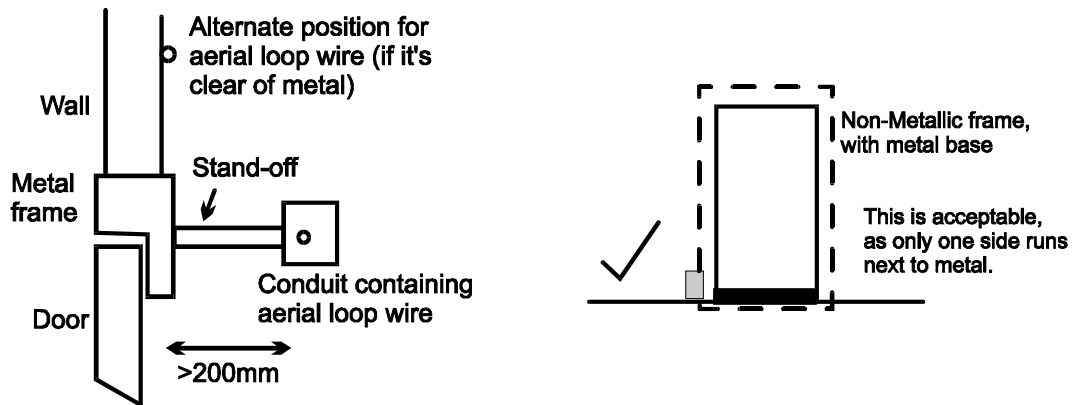 Alternate position for
aerial loop wire (if it's
clear of metal)
Wall
Stand-off
Metal
frame
Conduit containing
aerial loop wire
Door
>200mm
Non-Metallic frame,
with metal base
This is acceptable,
as only one side runs
next to metal.